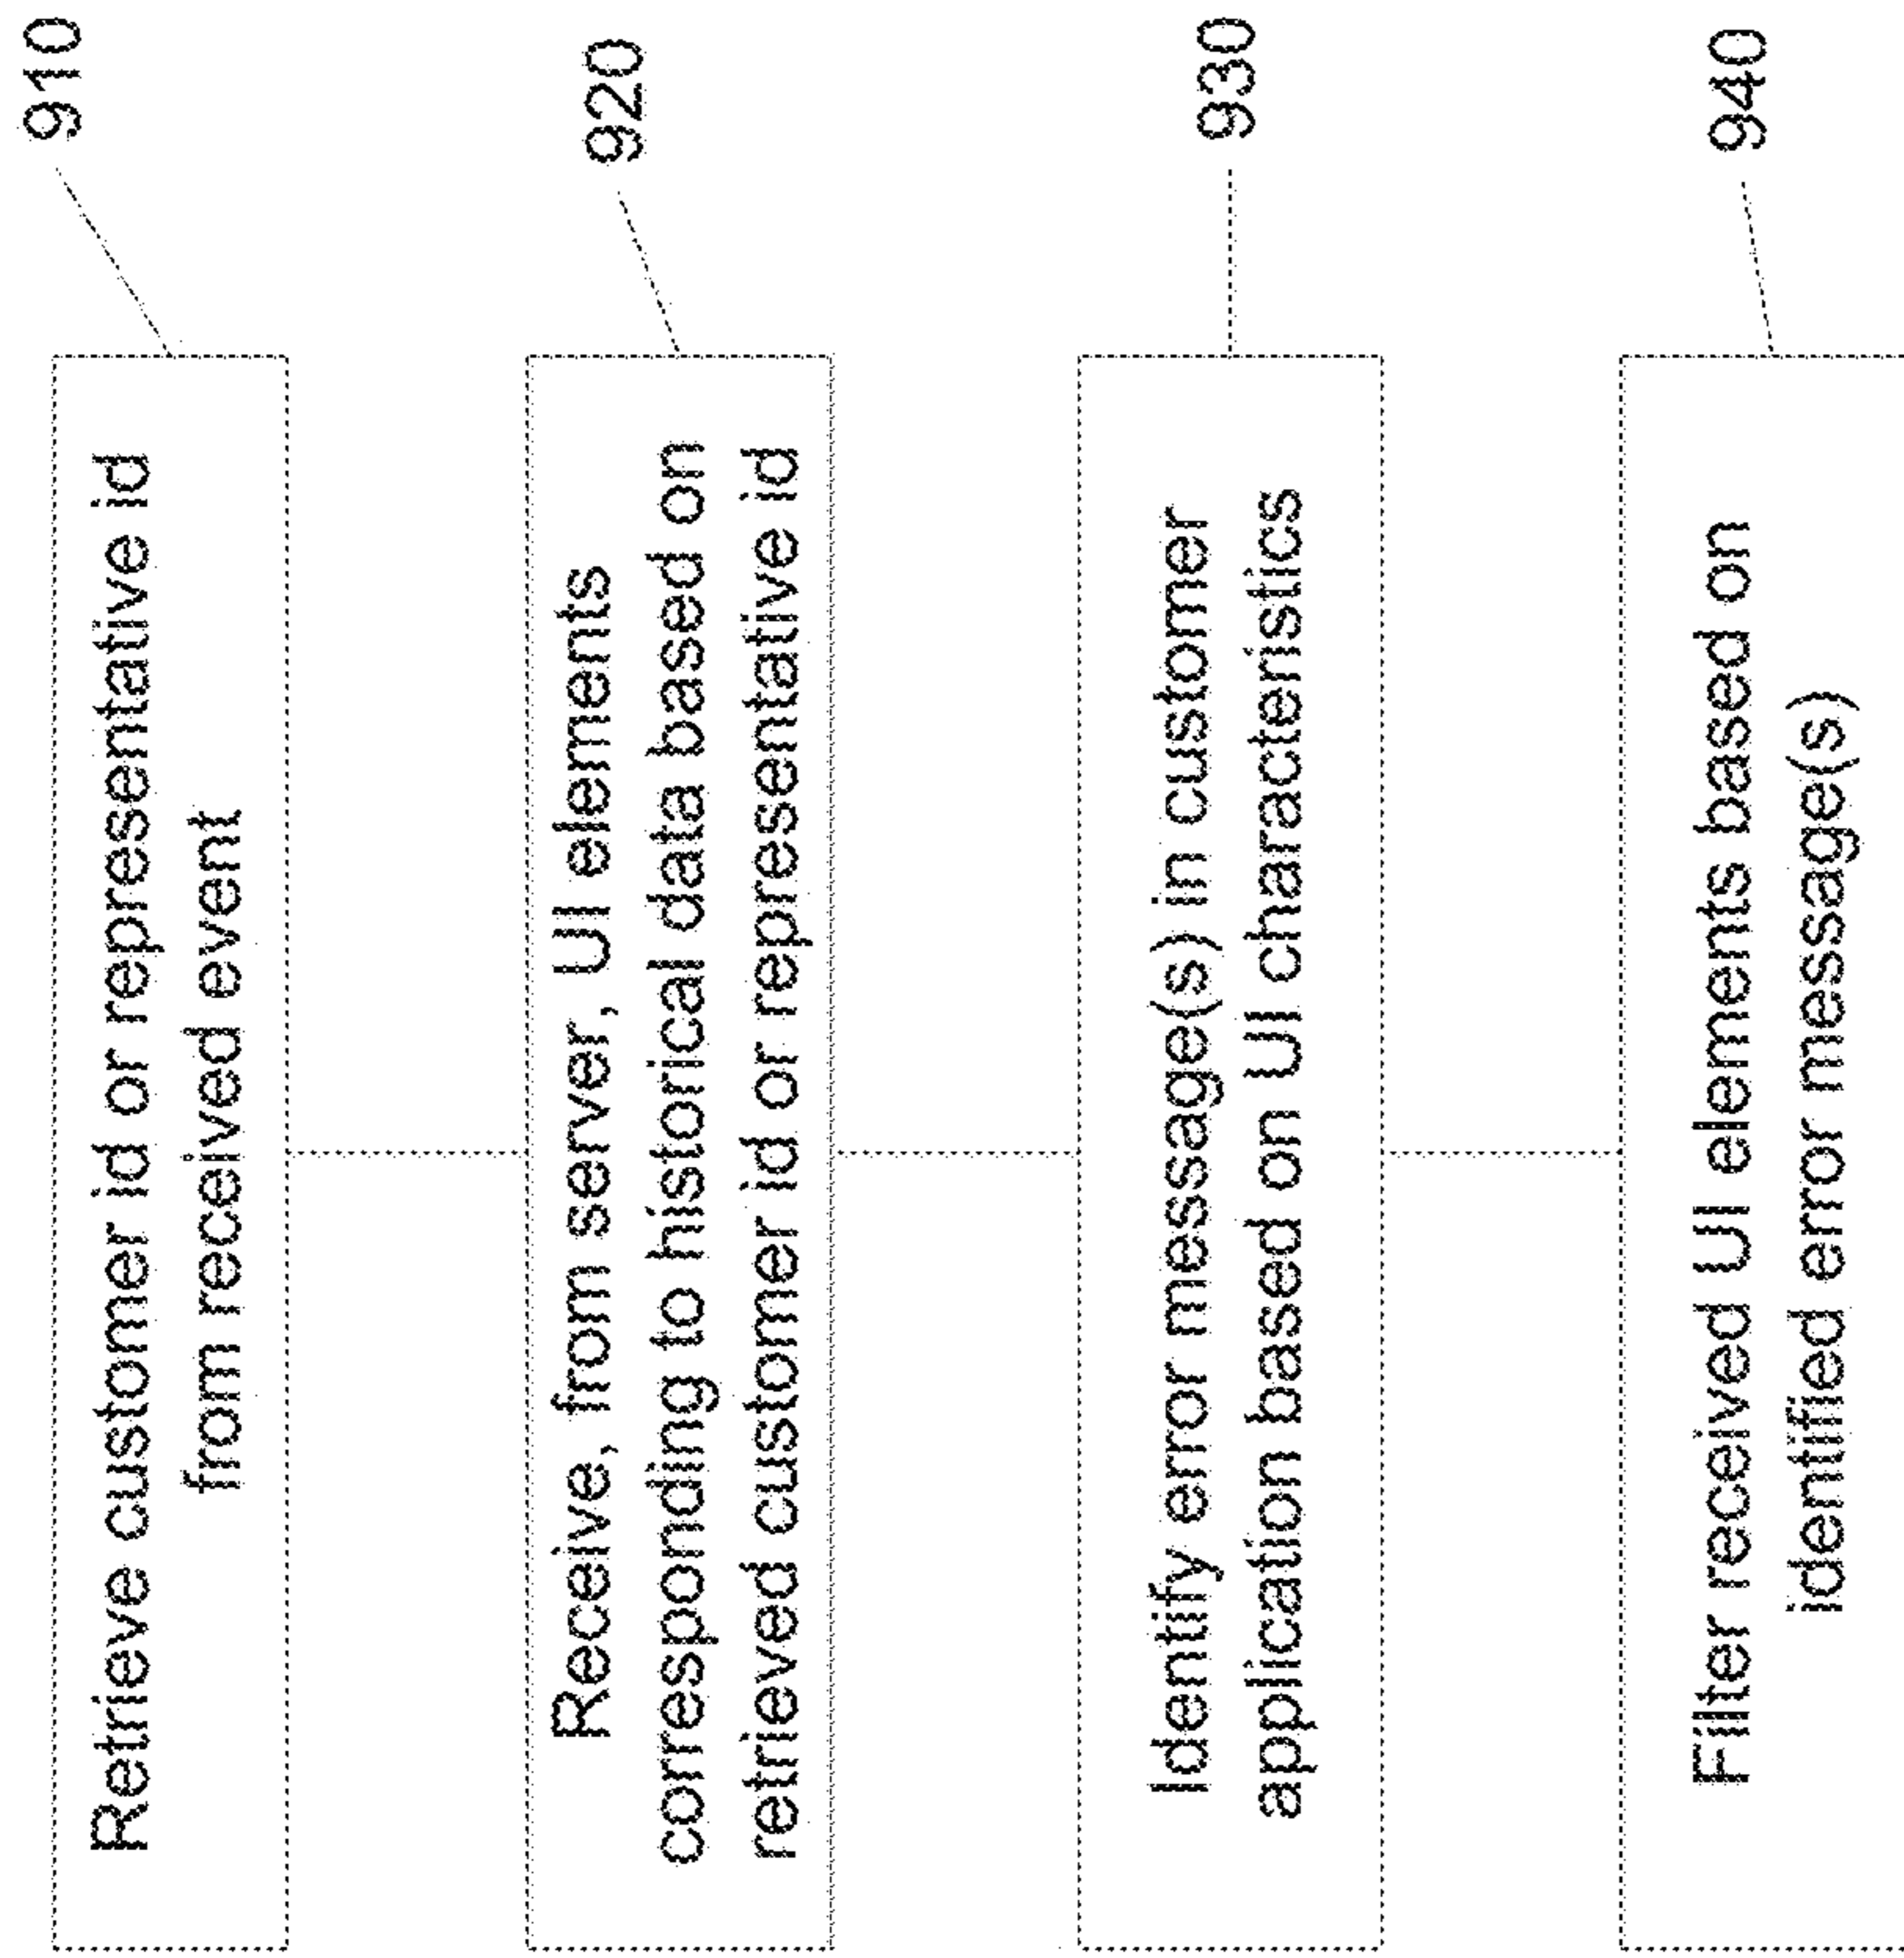 910
Retrieve customer id or representative id
from received event
920
Receive, from server, UI elements
corresponding to historical data based on
retrieved customer id or representative id
930
Identify error message(s) in customer
application based on UI characteristics
940
Filter received UI elements based on
identified error message(s)